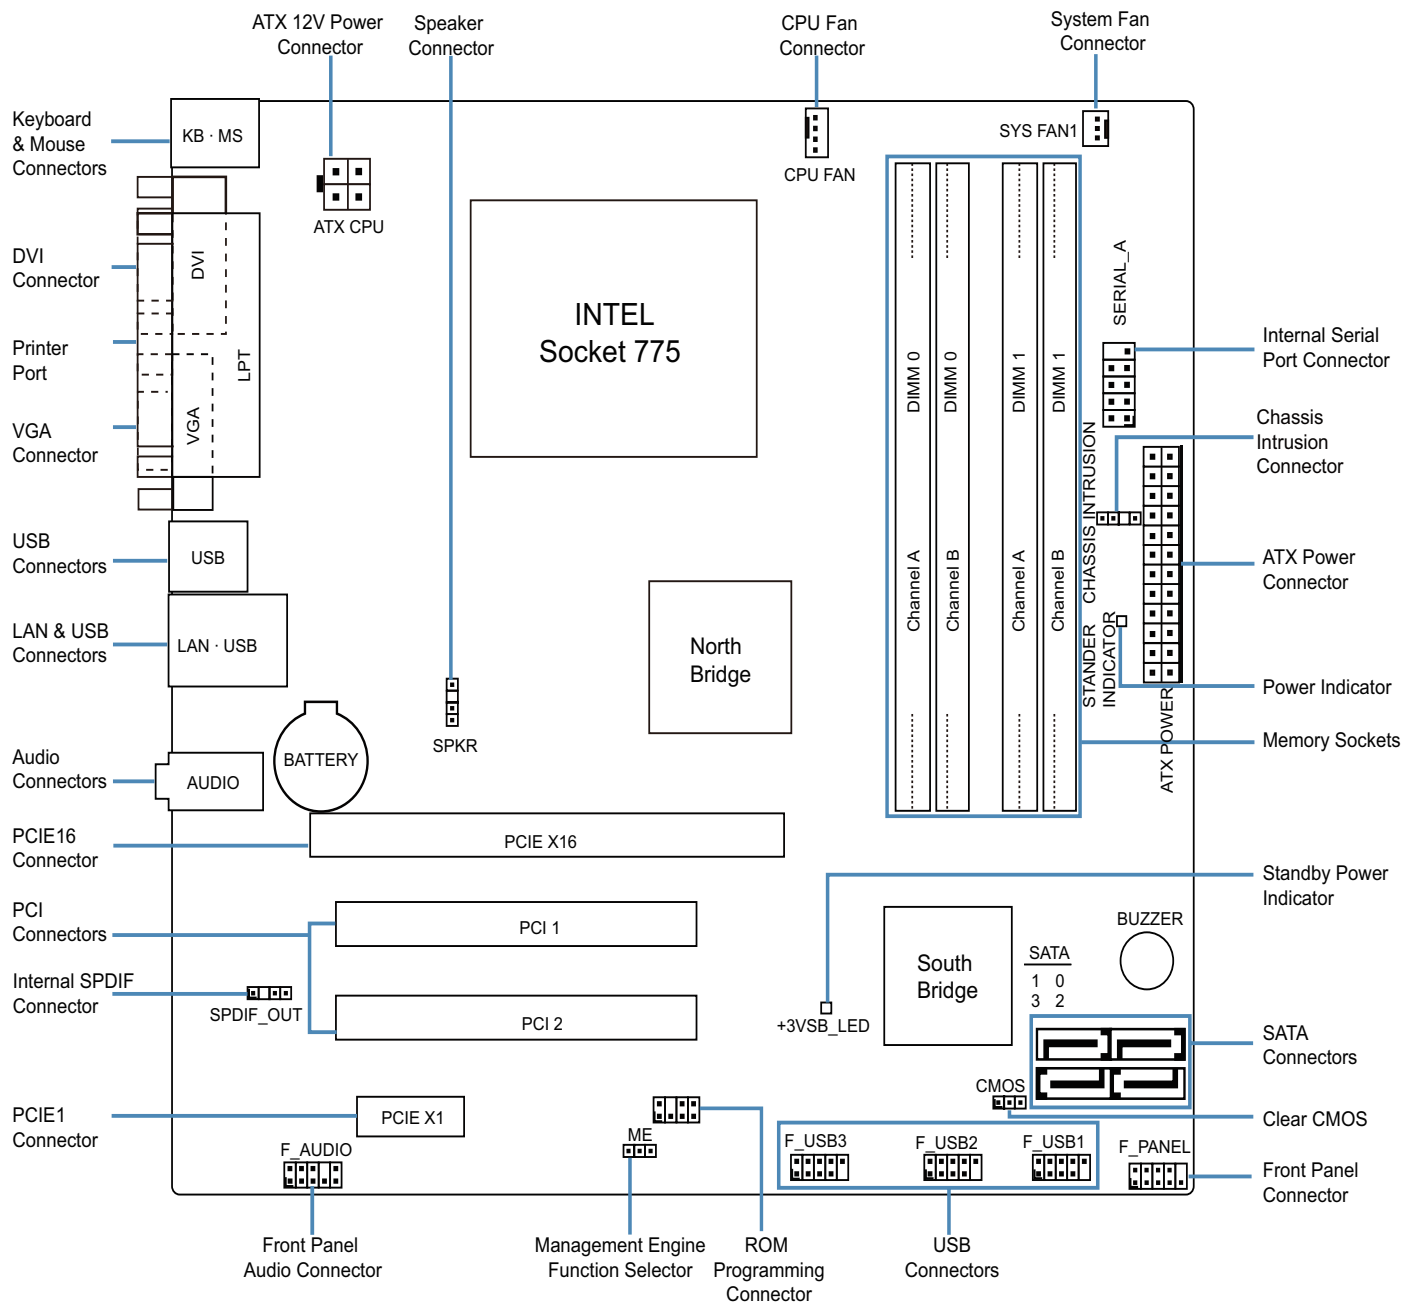 ATX 12V Power
Connector
Speaker
Connector
CPU Fan
Connector
System Fan
Connector
Keyboard
& Mouse
Connectors
KB · MS
ATX CPU
CPU FAN
SYS FAN1
DVI
Connector
DVI
Printer
Port
LPT
VGA
Connector
VGA
INTEL
Socket 775
DIMM 0
DIMM 0
DIMM 1
DIMM 1
Channel A
Channel B
Channel A
Channel B
SERIAL_A
Internal Serial
Port Connector
Chassis
Intrusion
Connector
CHASSIS INTRUSION
ATX Power
Connector
STANDER
INDICATOR
Power Indicator
ATX POWER
Memory Sockets
USB
Connectors
USB
LAN & USB
Connectors
LAN · USB
North
Bridge
SPKR
BATTERY
Audio
Connectors
AUDIO
PCIE16
Connector
PCIE X16
PCI
Connectors
PCI 1
PCI 2
Internal SPDIF
Connector
SPDIF_OUT
Standby Power
Indicator
+3VSB_LED
South
Bridge
BUZZER
SATA
1 0
3 2
SATA
Connectors
CMOS
Clear CMOS
PCIE1
Connector
PCIE X1
F_AUDIO
ME
F_USB3
F_USB2
F_USB1
F_PANEL
Front Panel
Connector
Front Panel
Audio Connector
Management Engine
Function Selector
ROM
Programming
Connector
USB
Connectors